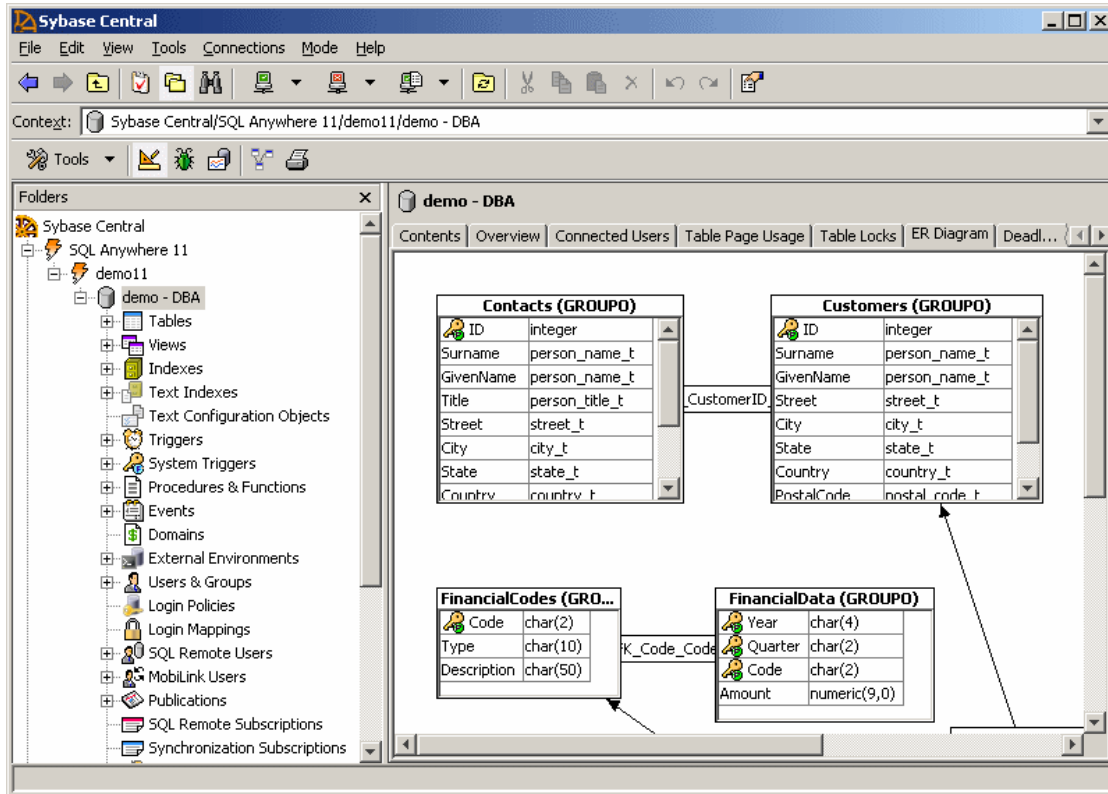 Sybase Central
File Edit View Tools Connections Mode Help
Context: Sybase Central/SQL Anywhere 11/demo11/demo - DBA
Tools
Folders
Sybase Central
SQL Anywhere 11
demo11
demo - DBA
Tables
Views
Indexes
Text Indexes
Text Configuration Objects
Triggers
System Triggers
Procedures & Functions
Events
Domains
External Environments
Users & Groups
Login Policies
Login Mappings
SQL Remote Users
MobiLink Users
Publications
SQL Remote Subscriptions
Synchronization Subscriptions
demo - DBA
Contents Overview Connected Users Table Page Usage Table Locks ER Diagram Deadl...
Contacts (GROUPO)
ID integer
Surname person_name_t
GivenName person_name_t
Title person_title_t
Street street_t
City city_t
State state_t
Country country_t
_CustomerID_
Customers (GROUPO)
ID integer
Surname person_name_t
GivenName person_name_t
Street street_t
City city_t
State state_t
Country country_t
PostalCode postal_code_t
FinancialCodes (GRO...
Code char(2)
Type char(10)
Description char(50)
FK_Code_Code
FinancialData (GROUPO)
Year char(4)
Quarter char(2)
Code char(2)
Amount numeric(9,0)